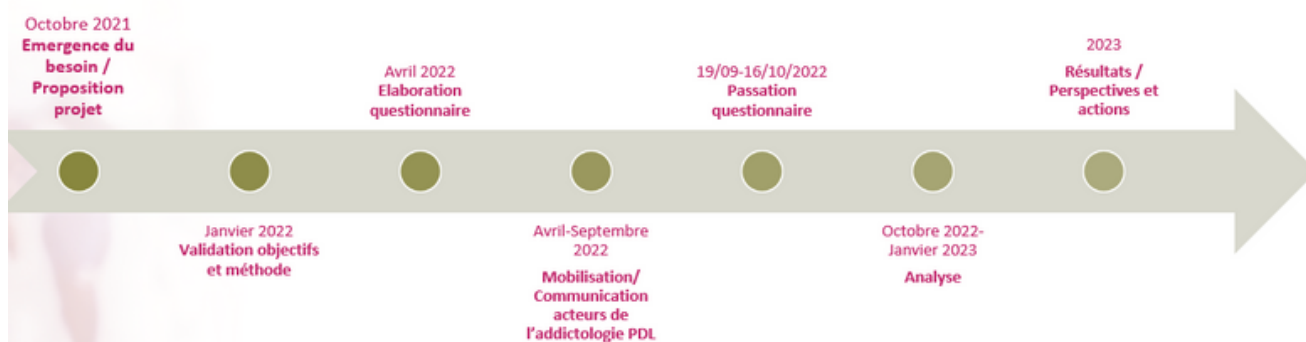 Octobre 2021
Emergence du
besoin /
Proposition
projet
Janvier 2022
Validation objectifs
et méthode
Avril 2022
Elaboration
questionnaire
Avril-Septembre
2022
Mobilisation/
Communication
acteurs de
l'addictologie PDL
19/09-16/10/2022
Passation
questionnaire
Octobre 2022-
Janvier 2023
Analyse
2023
Résultats /
Perspectives et
actions